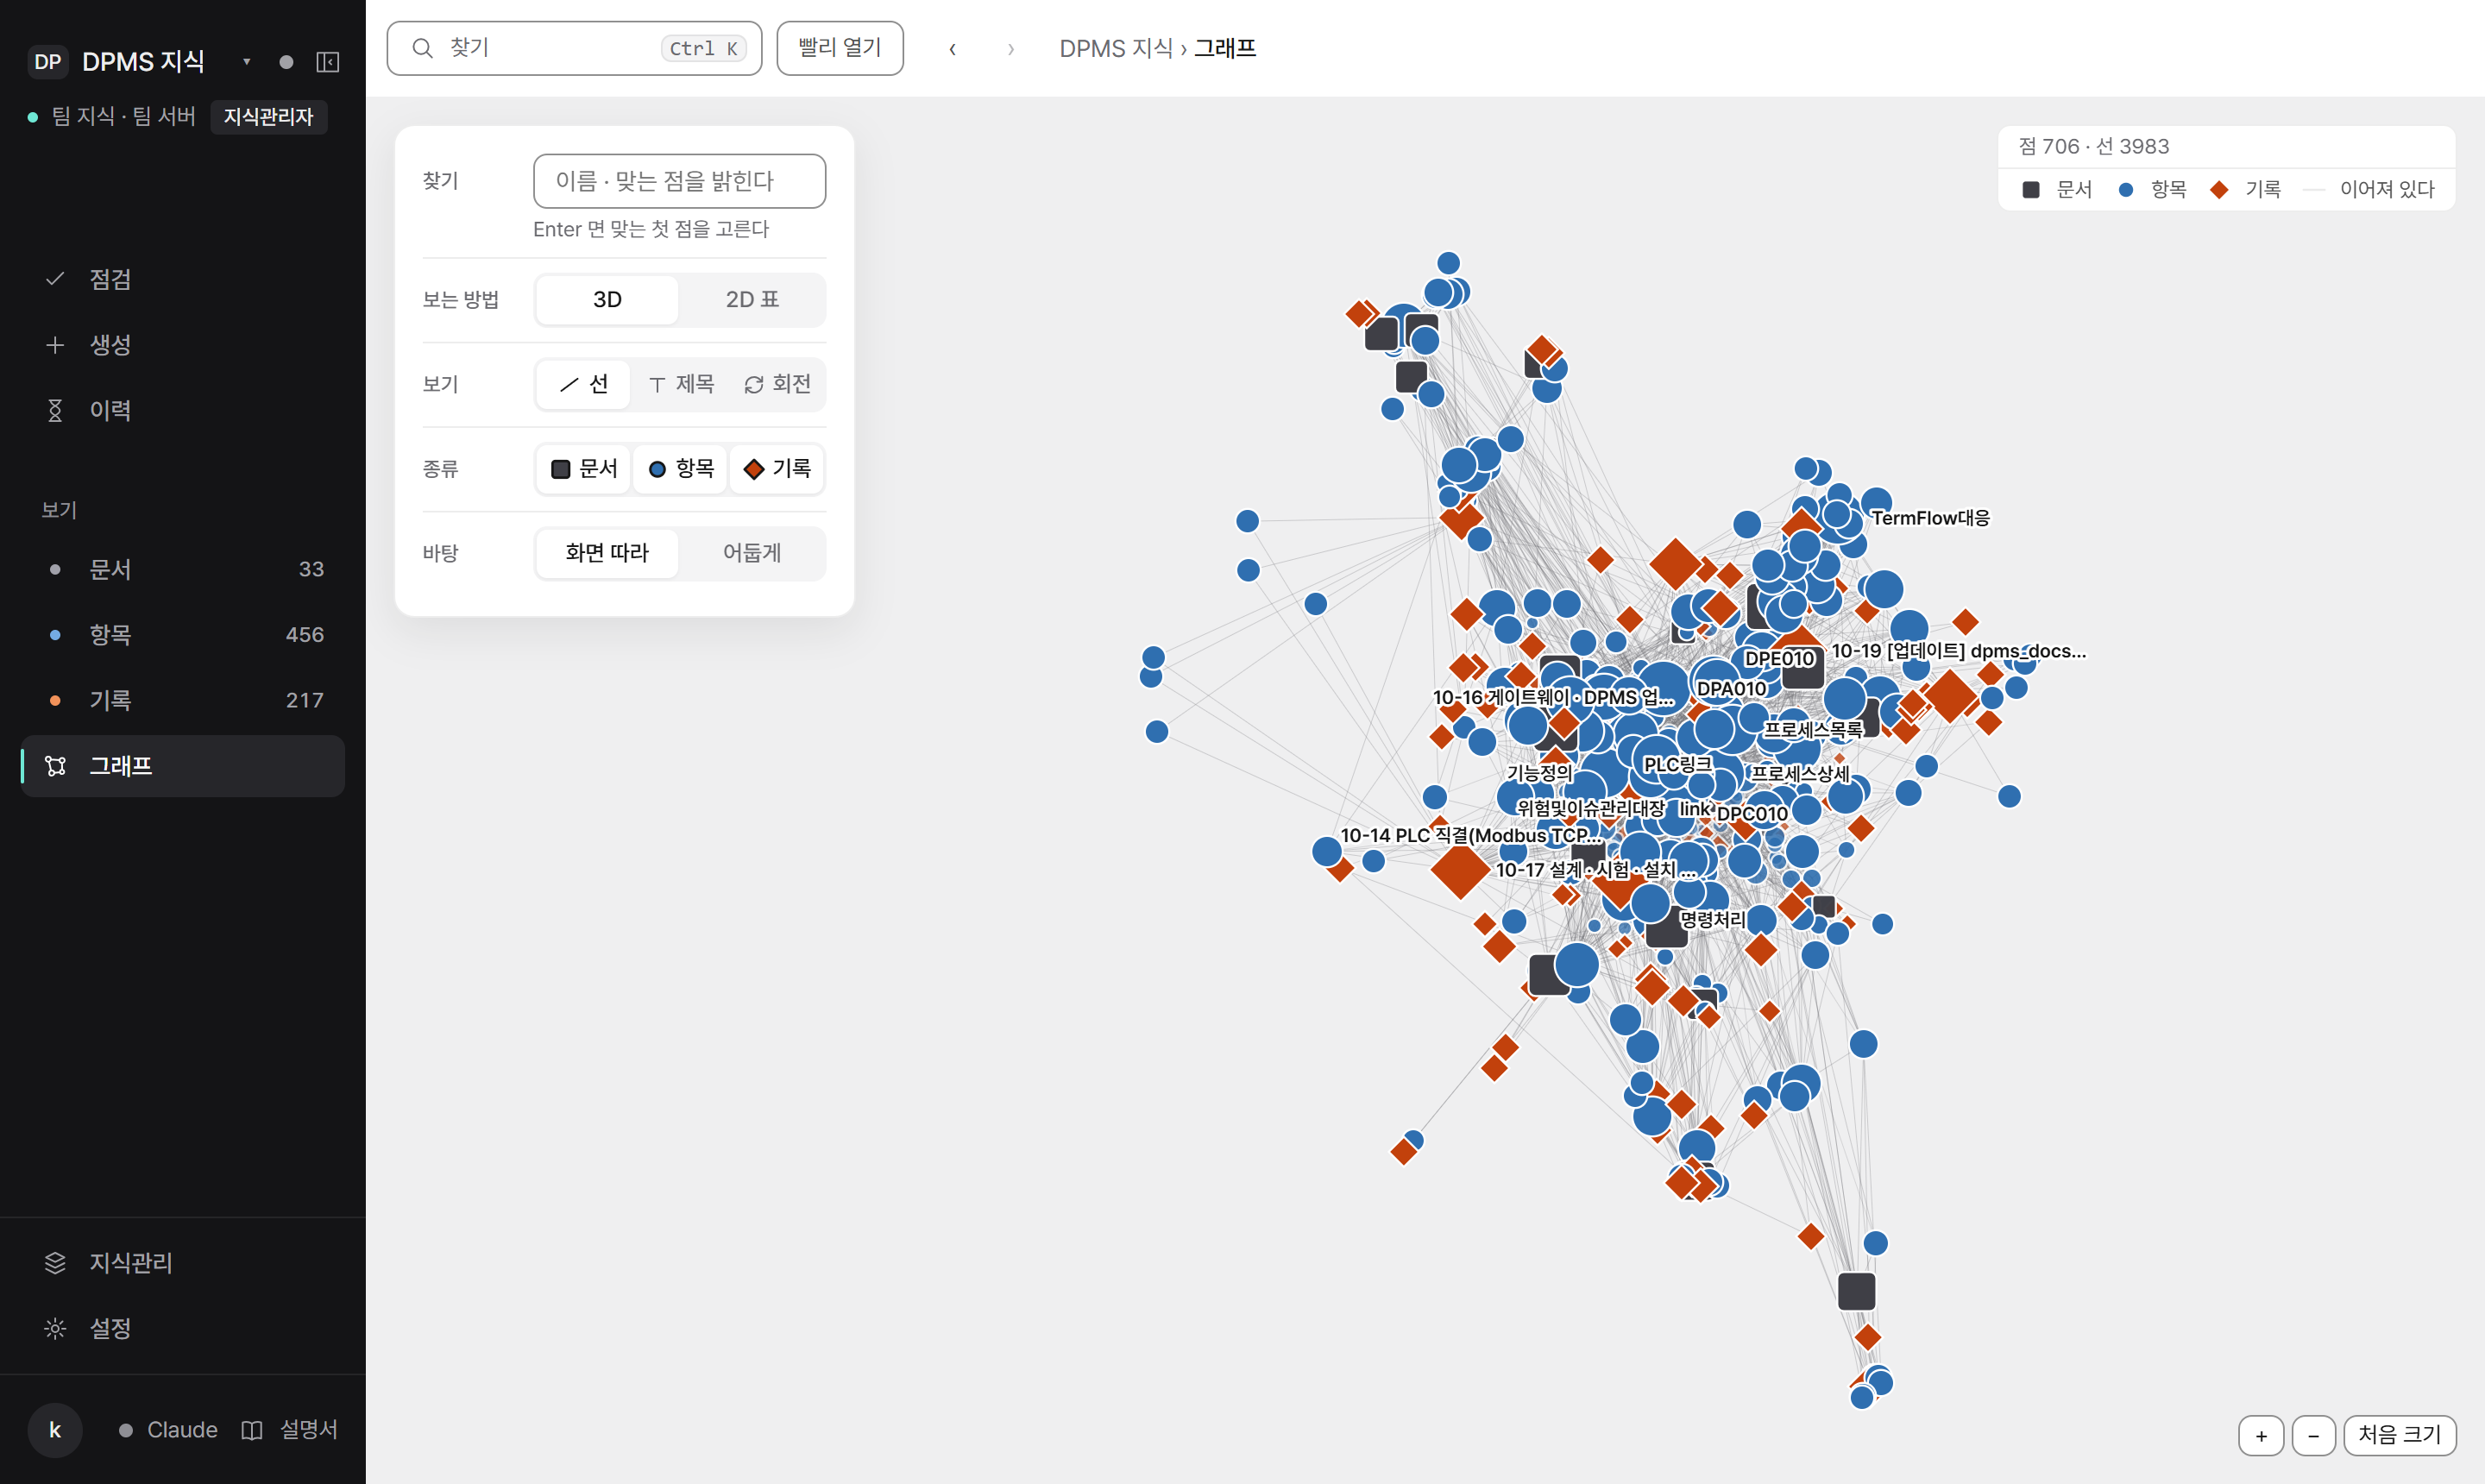 DP DPMS 지식
팀 지식 · 팀 서버 지식관리자
점검
생성
이력
보기
문서 33
항목 456
기록 217
그래프
지식관리
설정
k Claude 설명서
찾기 Ctrl K 빨리 열기 ‹ › DPMS 지식 › 그래프
찾기 이름 · 맞는 점을 밝힌다
Enter 면 맞는 첫 점을 고른다
보는 방법 3D 2D 표
보기 선 제목 회전
종류 문서 항목 기록
바탕 화면 따라 어둡게
점 706 · 선 3983
문서 항목 기록 이어져 있다
TermFlow대응
10-19 [업데이트] dpms_docs...
DPE010
DPA010
10-16 게이트웨이 · DPMS 업...
프로세스목록
PLC링크
기능정의
프로세스상세
위험및이슈관리대장
link
DPC010
10-14 PLC 직결(Modbus TCP...
10-17 설계 · 시험 · 설치 ...
명령처리
+ − 처음 크기